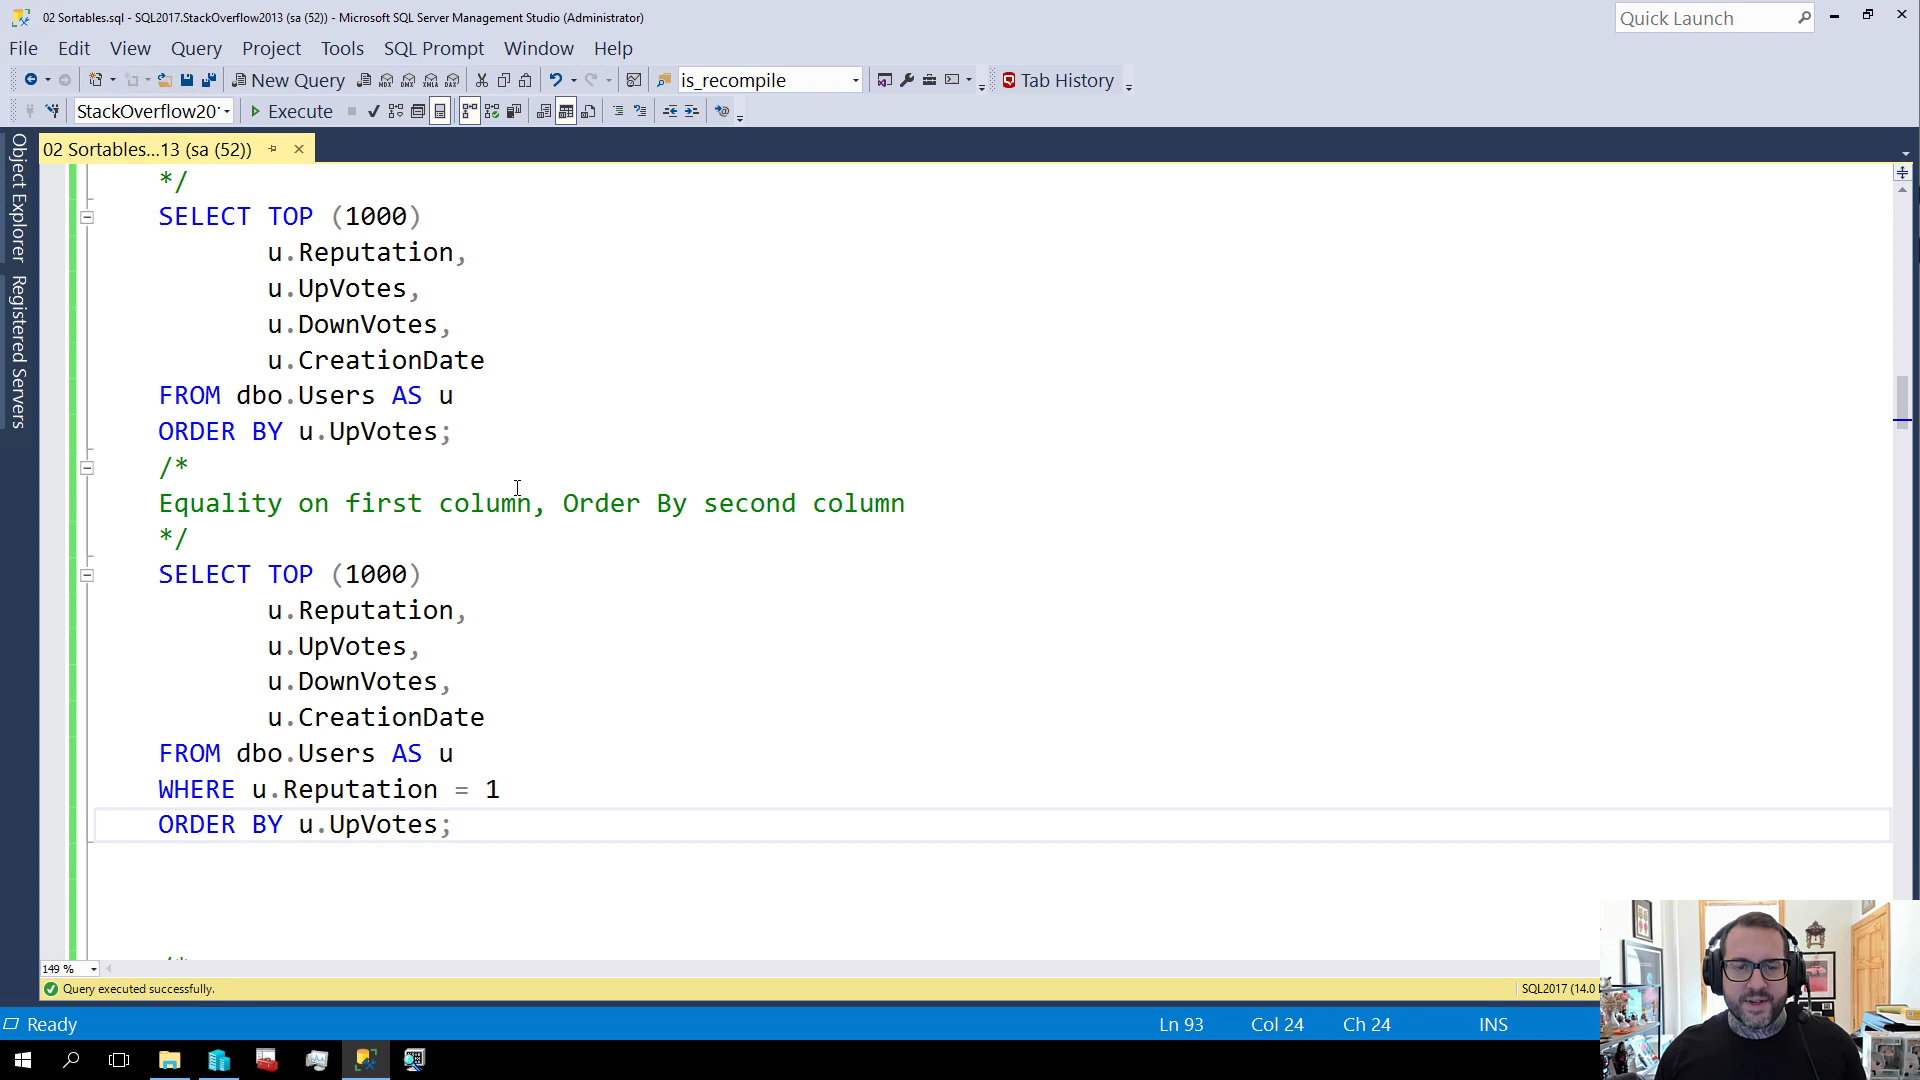 02 Sortables.sql - SQL2017.StackOverflow2013 (sa (52)) - Microsoft SQL Server Management Studio (Administrator)
Quick Launch
File Edit View Query Project Tools SQL Prompt Window Help
New Query
is_recompile
Tab History
StackOverflow20
Execute
02 Sortables...13 (sa (52))
Object Explorer
Registered Servers
*/
SELECT TOP (1000)
u.Reputation,
u.UpVotes,
u.DownVotes,
u.CreationDate
FROM dbo.Users AS u
ORDER BY u.UpVotes;
/*
Equality on first column, Order By second column
*/
SELECT TOP (1000)
u.Reputation,
u.UpVotes,
u.DownVotes,
u.CreationDate
FROM dbo.Users AS u
WHERE u.Reputation = 1
ORDER BY u.UpVotes;
149 %
Query executed successfully.
SQL2017 (14.0
Ready
Ln 93 Col 24 Ch 24 INS